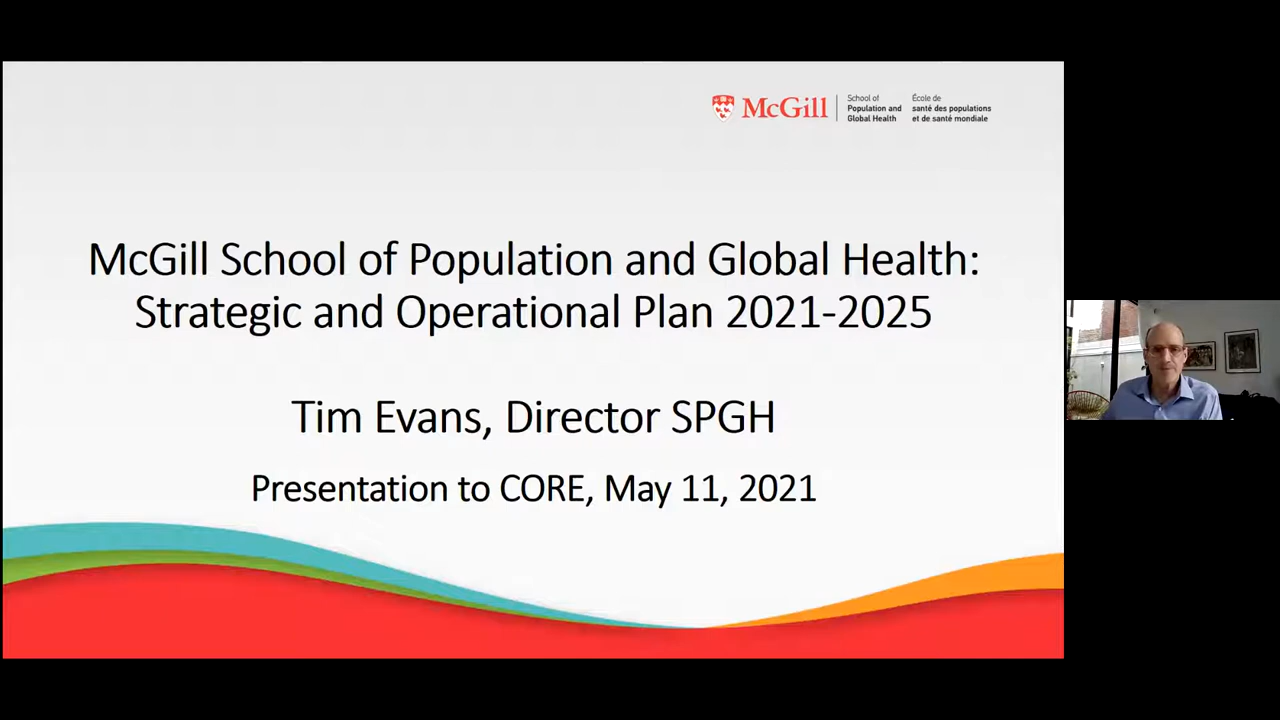 McGill
School of
Population and
Global Health
École de
santé des populations
et de santé mondiale
McGill School of Population and Global Health:
Strategic and Operational Plan 2021-2025
Tim Evans, Director SPGH
Presentation to CORE, May 11, 2021